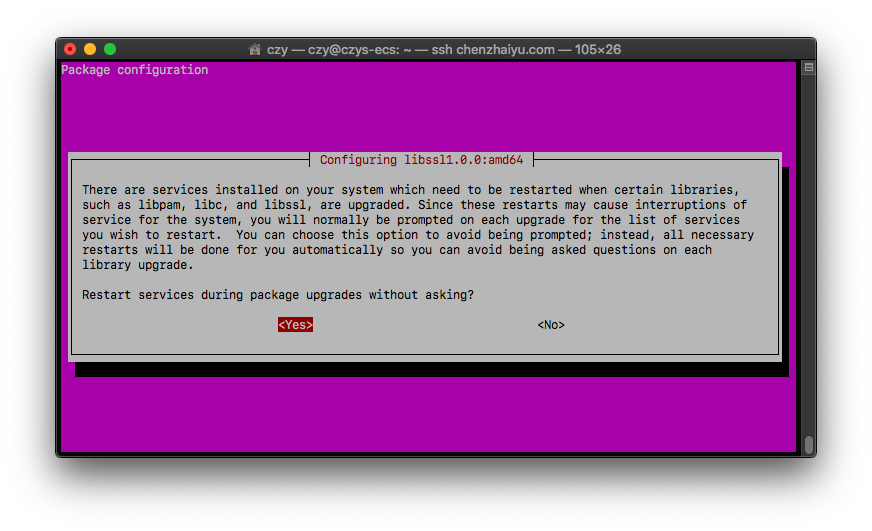 czy — czy@czys-ecs: ~ — ssh chenzhaiyu.com — 105×26
Package configuration
Configuring libssl1.0.0:amd64
There are services installed on your system which need to be restarted when certain libraries,
such as libpam, libc, and libssl, are upgraded. Since these restarts may cause interruptions of
service for the system, you will normally be prompted on each upgrade for the list of services
you wish to restart.  You can choose this option to avoid being prompted; instead, all necessary
restarts will be done for you automatically so you can avoid being asked questions on each
library upgrade.
Restart services during package upgrades without asking?
<Yes> <No>